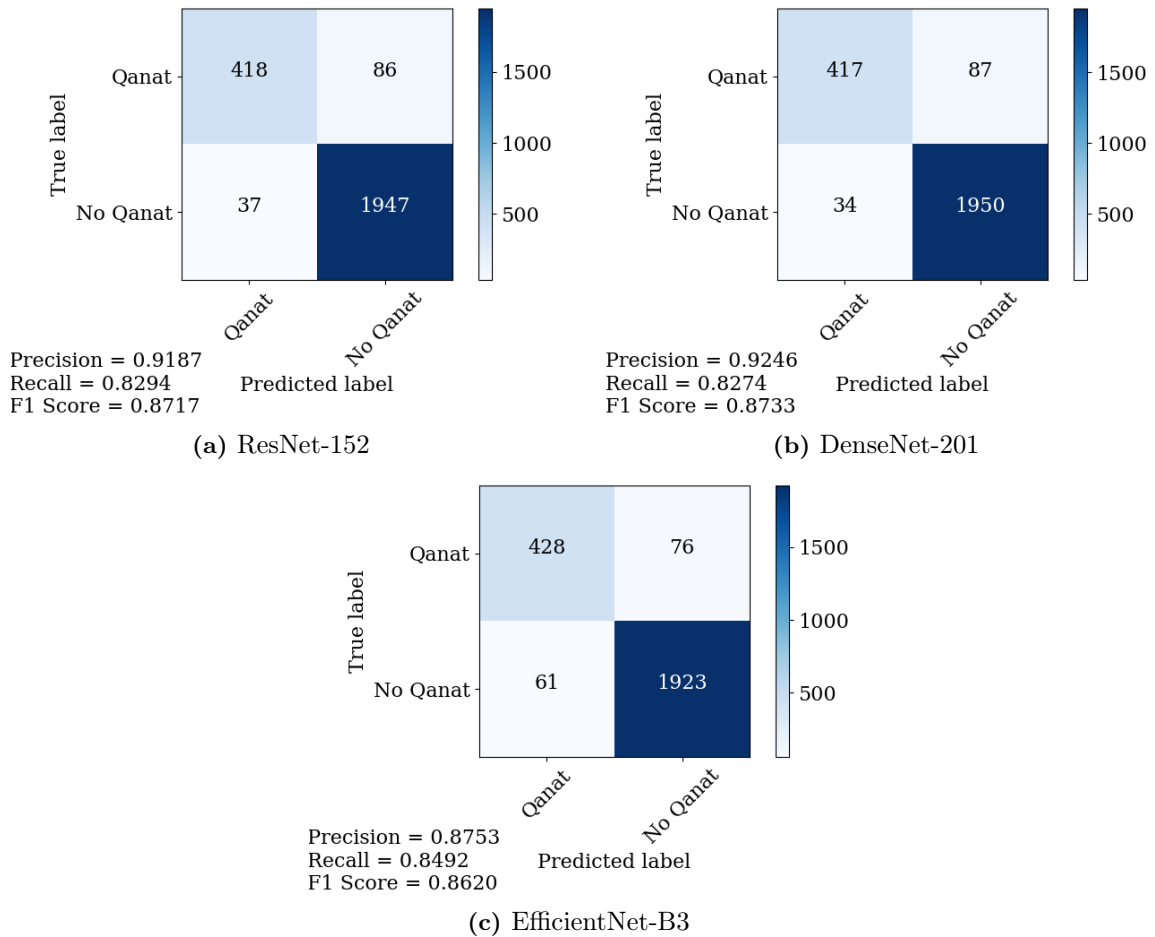 Qanat
418
86
1500
1000
True label
No Qanat
37
1947
500
Qanat
No Qanat
Precision = 0.9187
Recall = 0.8294
F1 Score = 0.8717
Predicted label
(a) ResNet-152
Qanat
417
87
1500
1000
True label
No Qanat
34
1950
500
Qanat
No Qanat
Precision = 0.9246
Recall = 0.8274
F1 Score = 0.8733
Predicted label
(b) DenseNet-201
Qanat
428
76
1500
1000
True label
No Qanat
61
1923
500
Qanat
No Qanat
Precision = 0.8753
Recall = 0.8492
F1 Score = 0.8620
Predicted label
(c) EfficientNet-B3